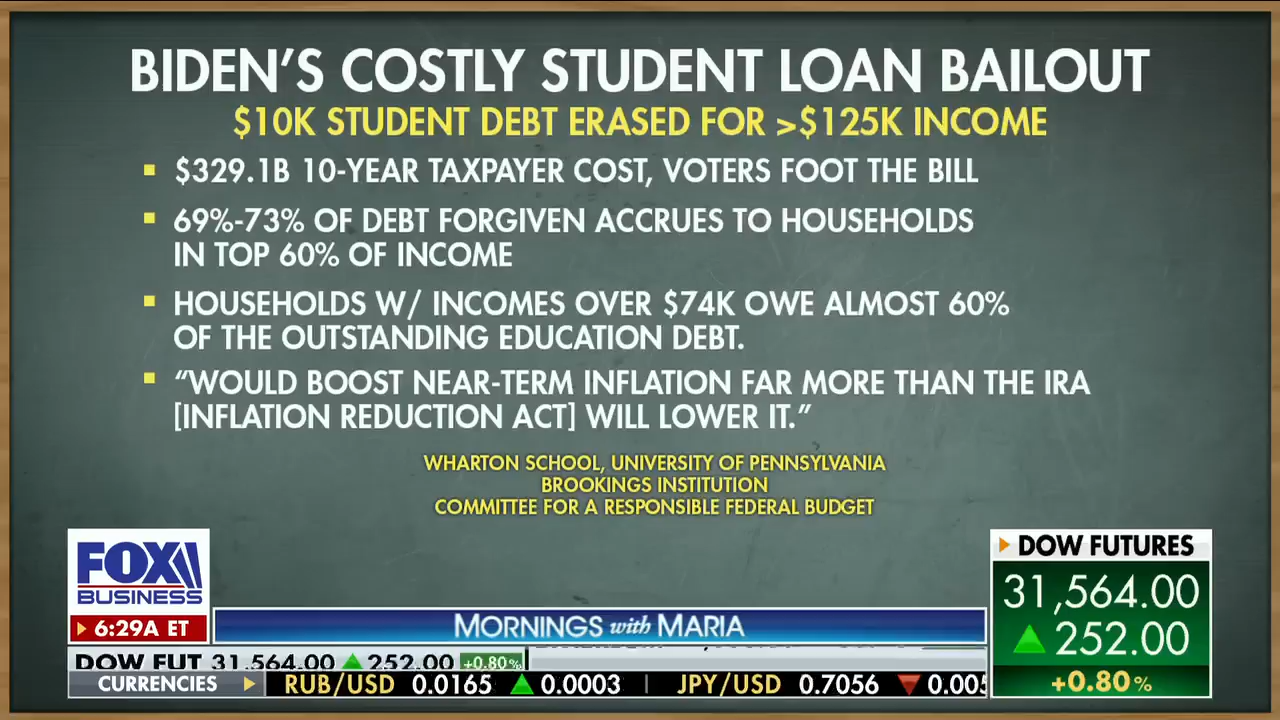 BIDEN'S COSTLY STUDENT LOAN BAILOUT
$10K STUDENT DEBT ERASED FOR >$125K INCOME
▪ $329.1B 10-YEAR TAXPAYER COST, VOTERS FOOT THE BILL
▪ 69%-73% OF DEBT FORGIVEN ACCRUES TO HOUSEHOLDS
IN TOP 60% OF INCOME
▪ HOUSEHOLDS W/ INCOMES OVER $74K OWE ALMOST 60%
OF THE OUTSTANDING EDUCATION DEBT.
▪ “WOULD BOOST NEAR-TERM INFLATION FAR MORE THAN THE IRA
[INFLATION REDUCTION ACT] WILL LOWER IT.”
WHARTON SCHOOL, UNIVERSITY OF PENNSYLVANIA
BROOKINGS INSTITUTION
COMMITTEE FOR A RESPONSIBLE FEDERAL BUDGET
FOX
BUSINESS
6:29A ET
MORNINGS with MARIA
DOW FUT 31,564.00 ▲ 252.00 +0.80%
CURRENCIES RUB/USD 0.0165 ▲ 0.0003 | JPY/USD 0.7056 ▼ 0.005
DOW FUTURES
31,564.00
▲ 252.00
+0.80%